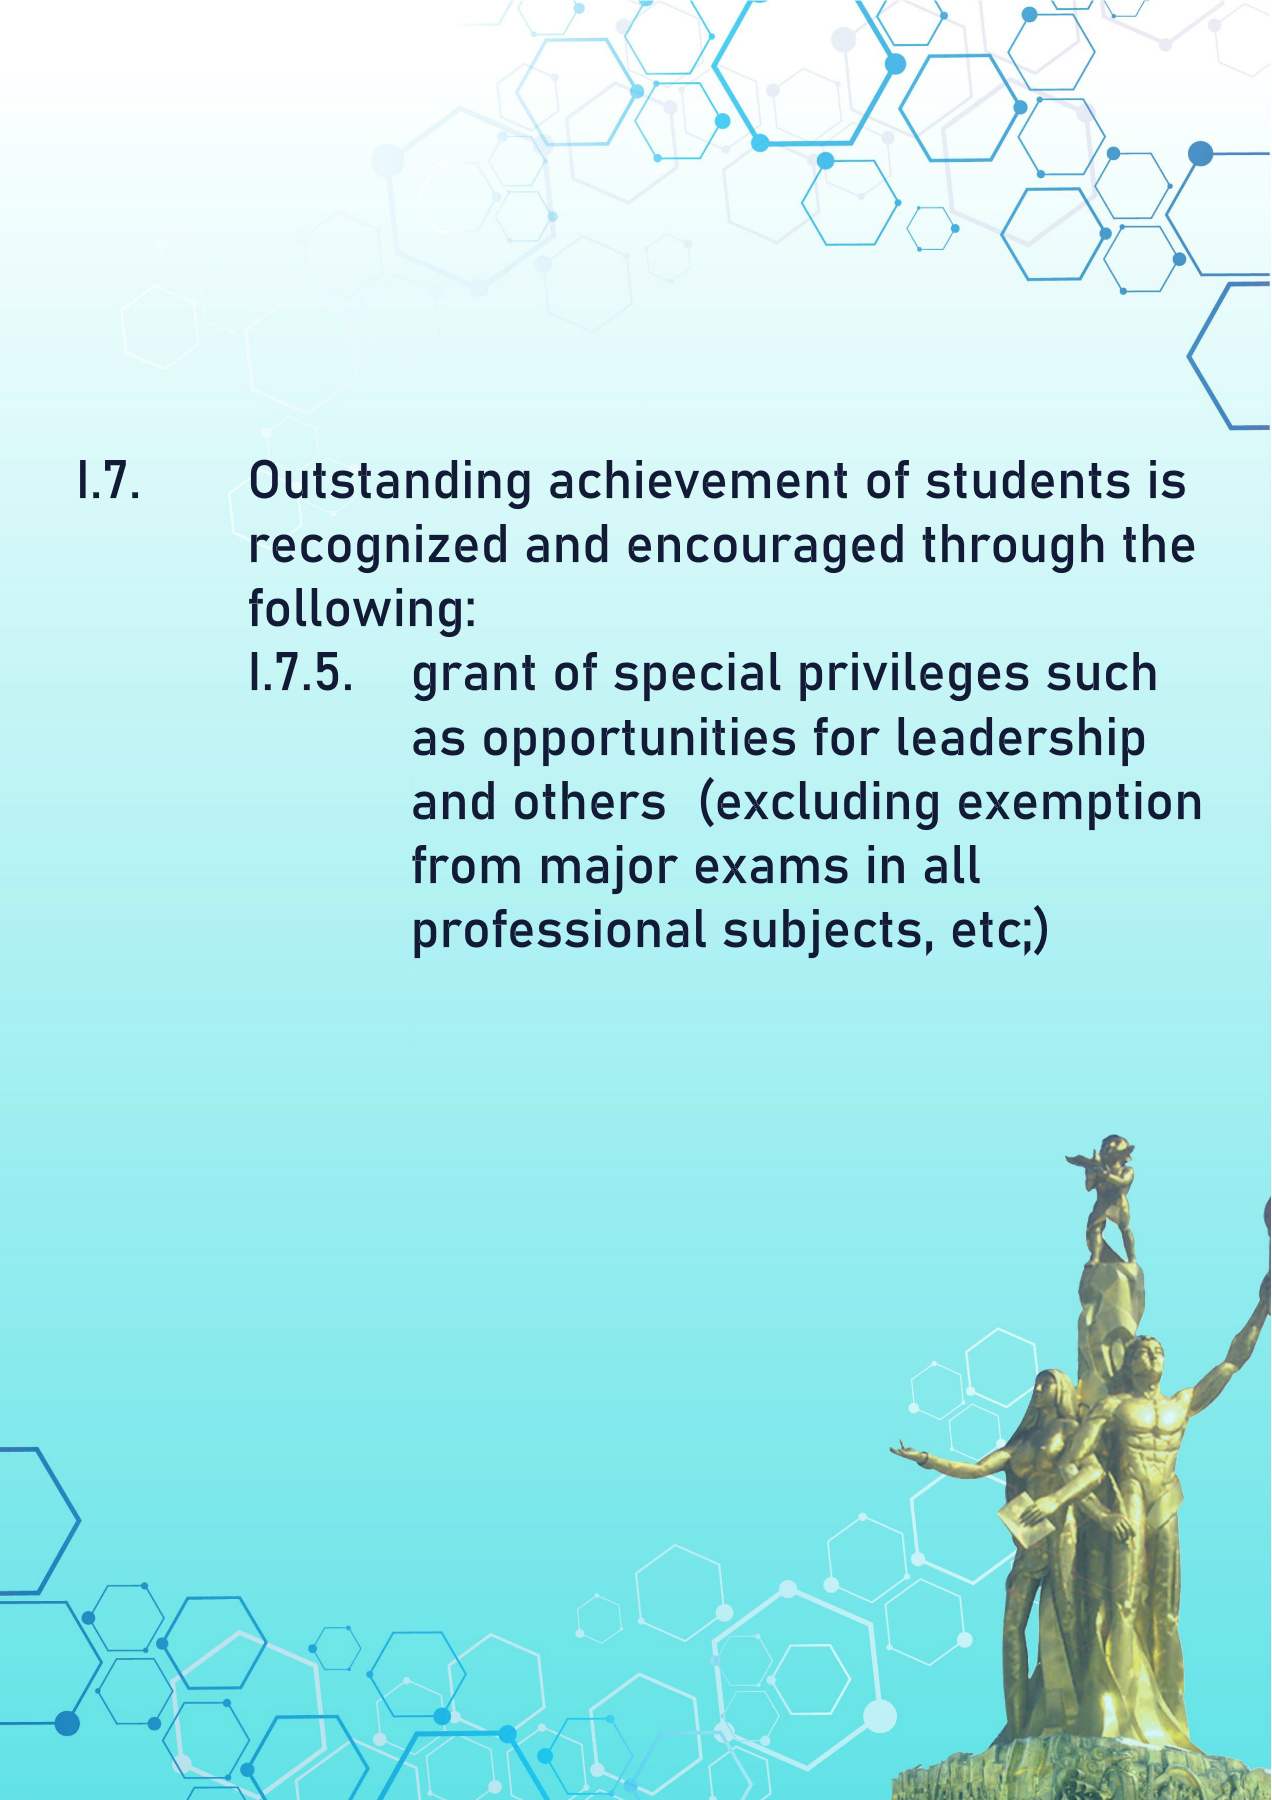 I.7. Outstanding achievement of students is
recognized and encouraged through the
following:
I.7.5. grant of special privileges such
as opportunities for leadership
and others (excluding exemption
from major exams in all
professional subjects, etc;)